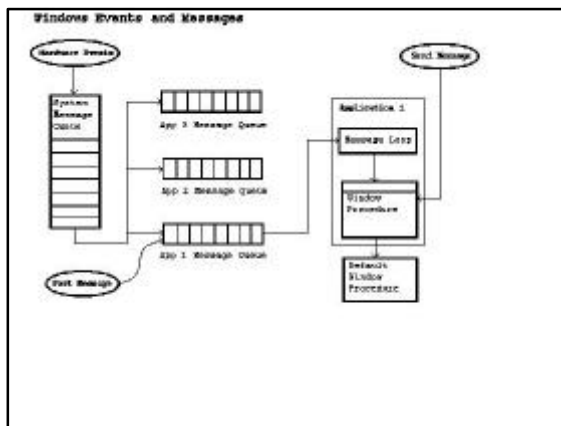 Windows Events and Messages
Hardware Events
Send Message
System
Message
Queue
App 3 Message Queue
Application 1
Message Loop
App 2 Message Queue
Window
Procedure
App 1 Message Queue
Post Message
Default
Window
Procedure